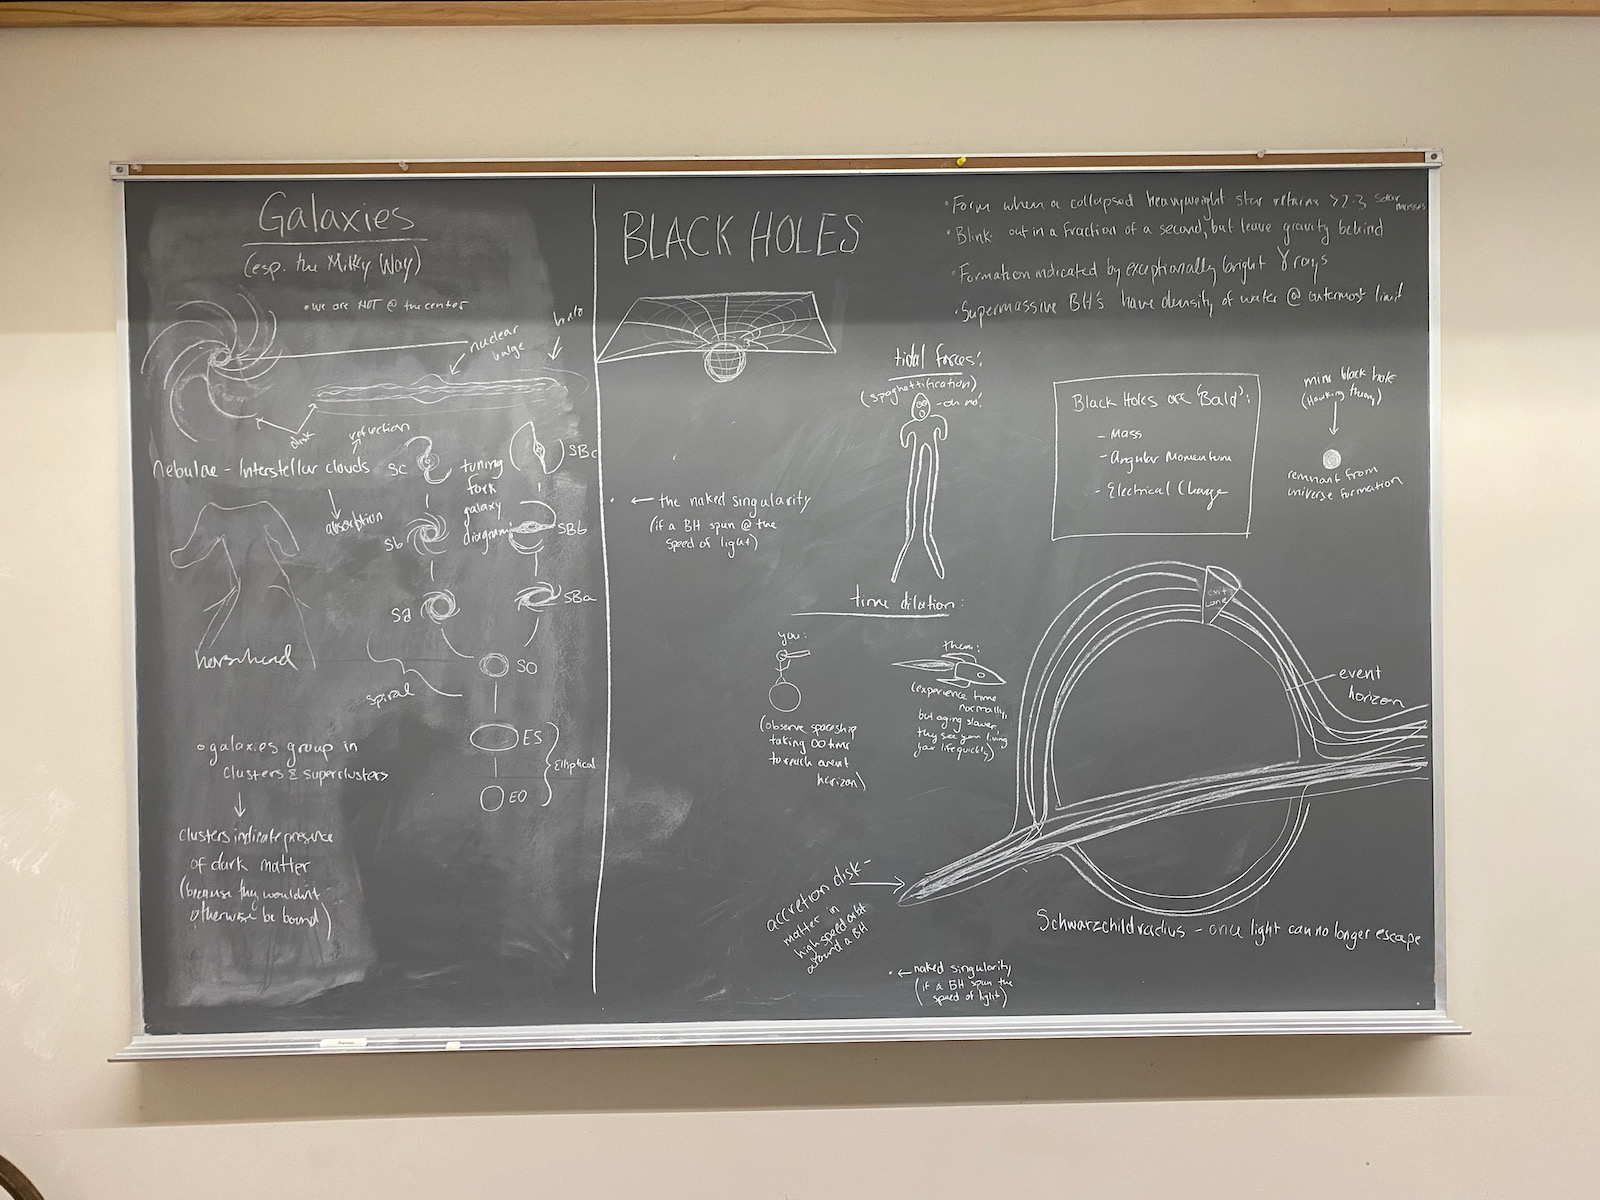 Galaxies
(esp. the Milky Way)
• we are NOT @ the center
nuclear
bulge
halo
disk
reflection
Nebulae - Interstellar clouds
absorption
horsehead
tuning
fork
galaxy
diagram:
Sc
SBc
Sb
SBb
Sa
SBa
SO
spiral
ES
EO
Elliptical
• galaxies group in
clusters & superclusters
clusters indicate presence
of dark matter
(because they wouldn't
otherwise be bound)
BLACK HOLES
• Form when a collapsed heavyweight star retains >2-3 solar masses
• Blink out in a fraction of a second, but leave gravity behind
• Formation indicated by exceptionally bright γ rays
• Supermassive BH's have density of water @ outermost limit
tidal forces:
(spaghettification)
- oh no!
Black Holes are 'Bald':
- Mass
- Angular Momentum
- Electrical Charge
mini black hole
(Hawking theory)
remnant from
universe formation
← the naked singularity
(if a BH spun @ the
speed of light)
time dilation:
you:
(observe spaceship
taking ∞ time
to reach event
horizon)
them:
(experience time
normally,
but aging slower,
they see you living
your life quickly)
exit
cone
event
horizon
accretion disk -
matter in
high speed orbit
around a BH
Schwarzchild radius - once light can no longer escape
← naked singularity
(if a BH spun the
speed of light)